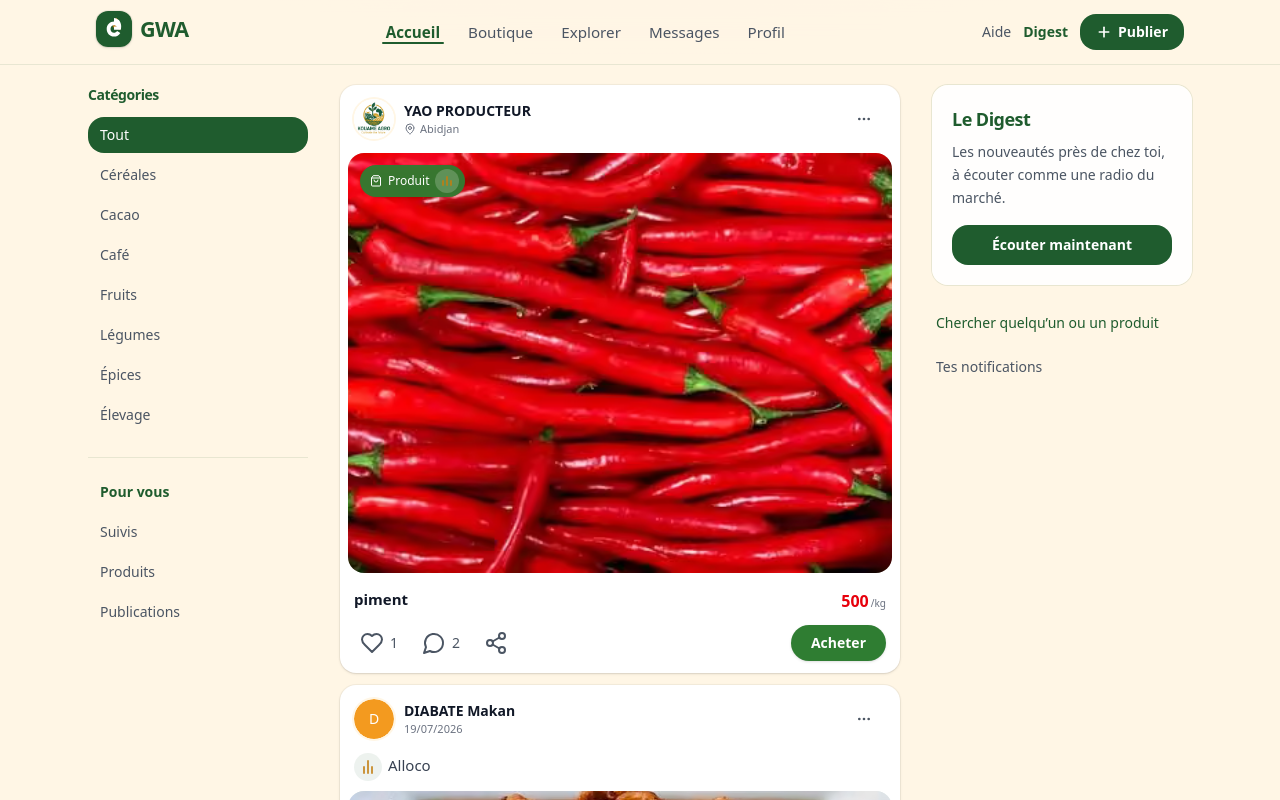 GWA
Accueil
Boutique
Explorer
Messages
Profil
Aide
Digest
Publier
Catégories
Tout
Céréales
Cacao
Café
Fruits
Légumes
Épices
Élevage
Pour vous
Suivis
Produits
Publications
YAO PRODUCTEUR
Abidjan
Produit
piment
500 /kg
1
2
Acheter
DIABATE Makan
19/07/2026
D
Alloco
Le Digest
Les nouveautés près de chez toi,
à écouter comme une radio du
marché.
Écouter maintenant
Chercher quelqu’un ou un produit
Tes notifications